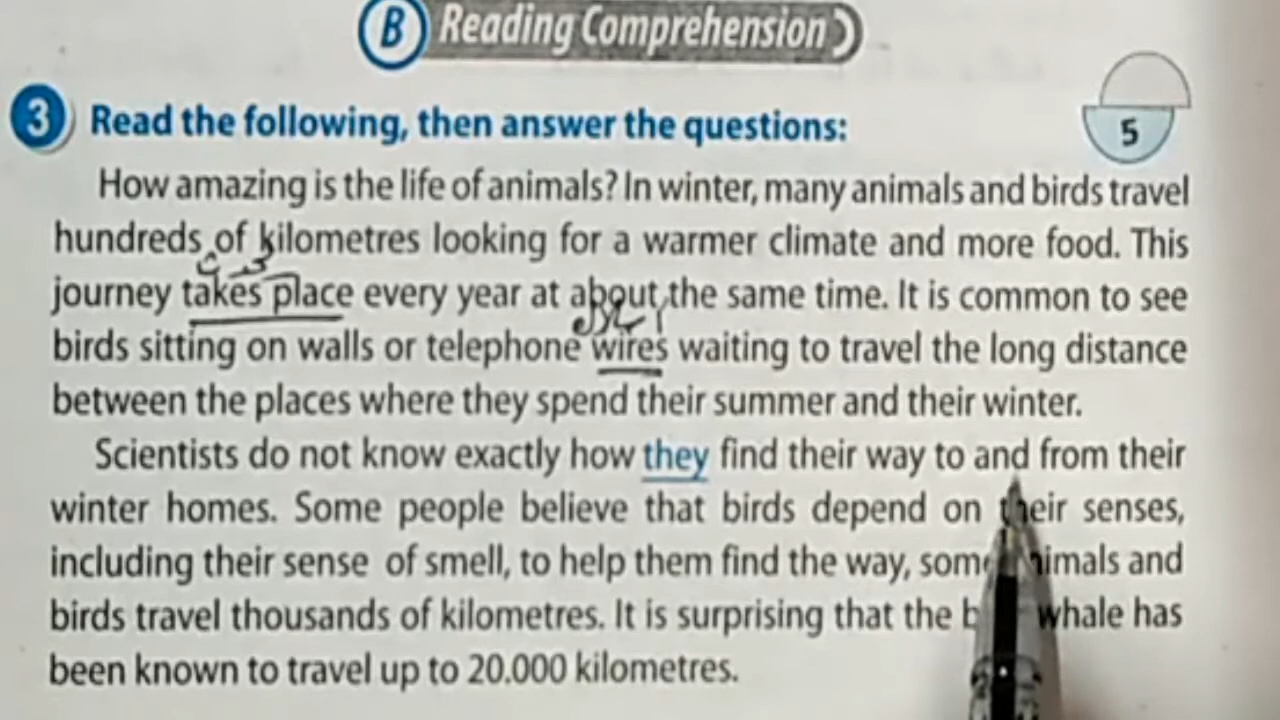 B Reading Comprehension
3 Read the following, then answer the questions:
5
How amazing is the life of animals? In winter, many animals and birds travel
hundreds of kilometres looking for a warmer climate and more food. This
journey takes place every year at about the same time. It is common to see
birds sitting on walls or telephone wires waiting to travel the long distance
between the places where they spend their summer and their winter.
Scientists do not know exactly how they find their way to and from their
winter homes. Some people believe that birds depend on their senses,
including their sense of smell, to help them find the way, some and
birds travel thousands of kilometres. It is surprising that the whale has
been known to travel up to 20.000 kilometres.